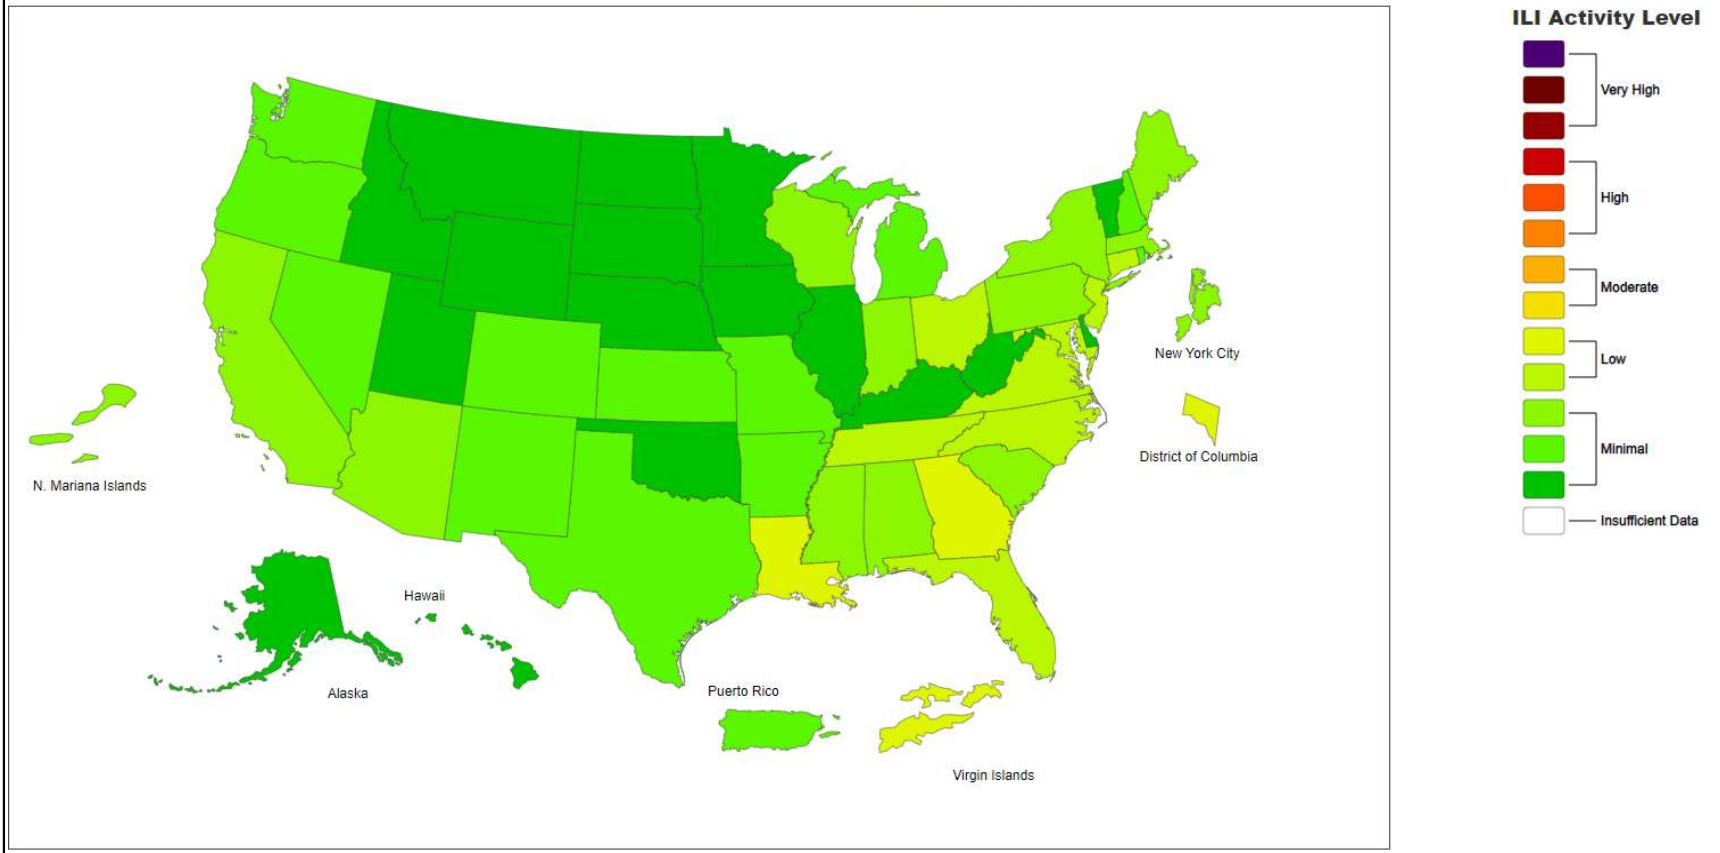 ILI Activity Level
Very High
High
Moderate
Low
Minimal
Insufficient Data
New York City
District of Columbia
N. Mariana Islands
Hawaii
Alaska
Puerto Rico
Virgin Islands